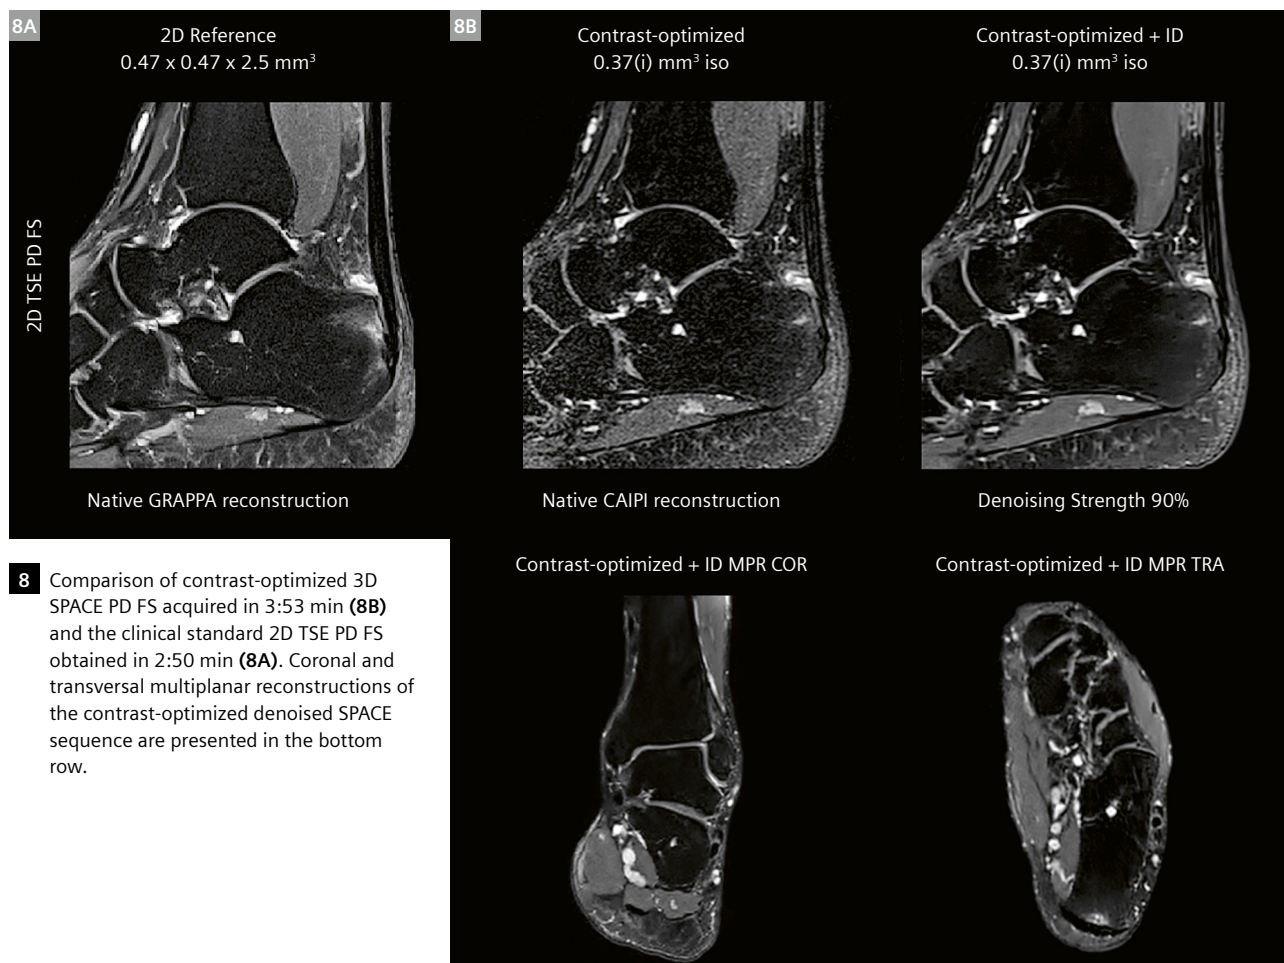 8A
2D Reference
0.47 x 0.47 x 2.5 mm³
2D TSE PD FS
Native GRAPPA reconstruction
8B
Contrast-optimized
0.37(i) mm³ iso
Native CAIPI reconstruction
Contrast-optimized + ID
0.37(i) mm³ iso
Denoising Strength 90%
Contrast-optimized + ID MPR COR
Contrast-optimized + ID MPR TRA
8 Comparison of contrast-optimized 3D
SPACE PD FS acquired in 3:53 min (8B)
and the clinical standard 2D TSE PD FS
obtained in 2:50 min (8A). Coronal and
transversal multiplanar reconstructions of
the contrast-optimized denoised SPACE
sequence are presented in the bottom
row.